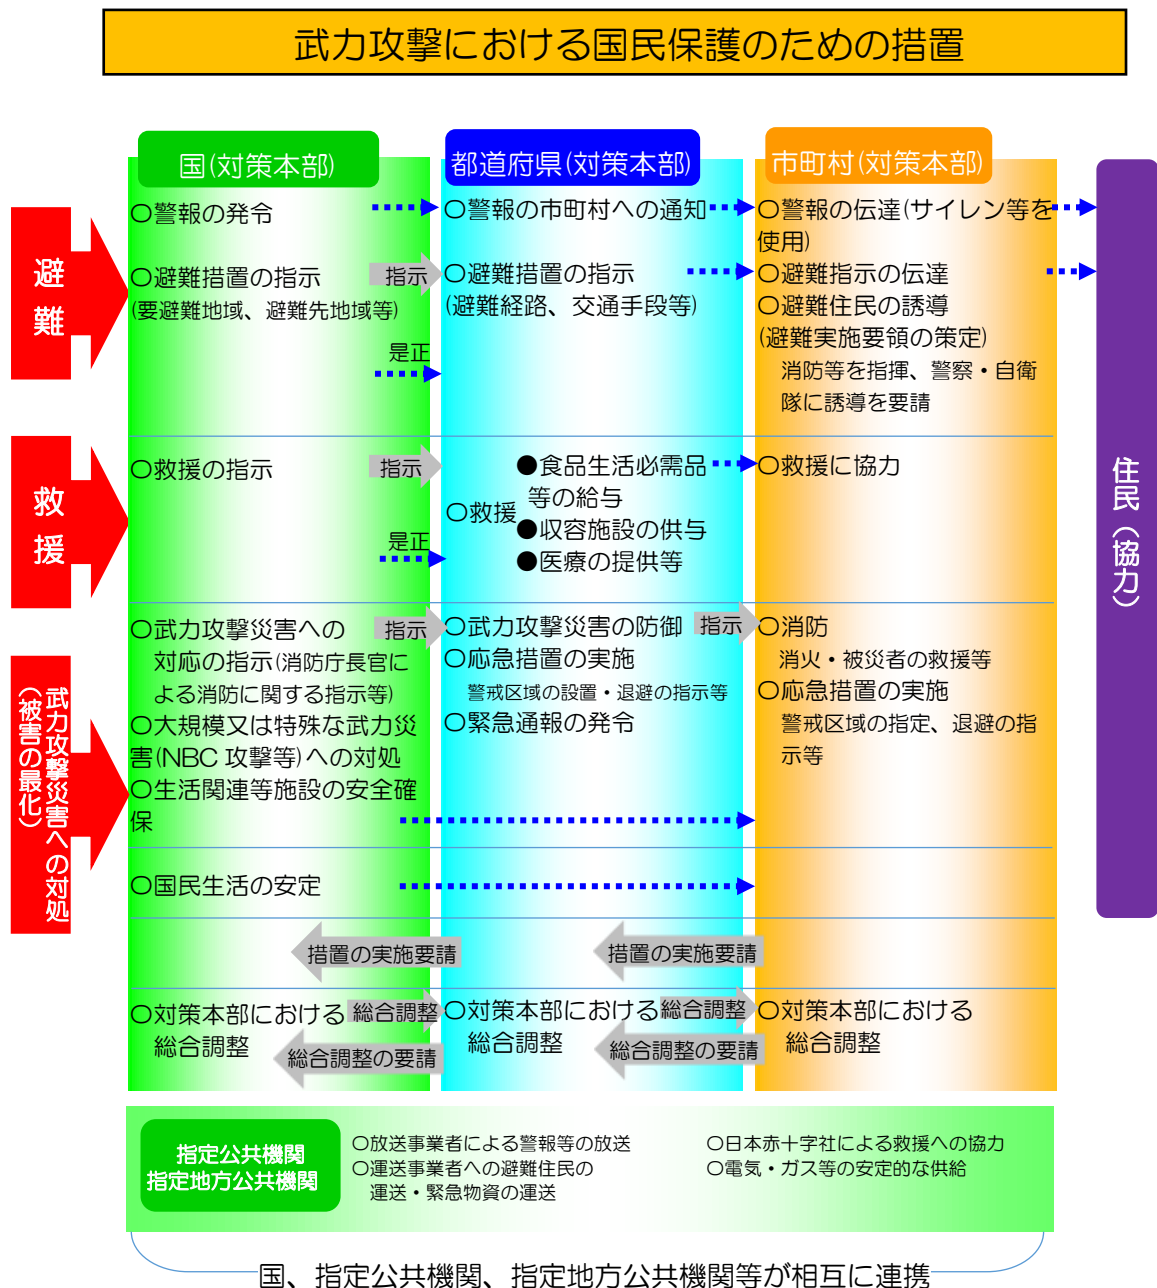 武力攻撃における国民保護のための措置
国(対策本部)
都道府県(対策本部)
市町村(対策本部)
避難
〇警報の発令
〇警報の市町村への通知
〇警報の伝達(サイレン等を
使用)
〇避難措置の指示
(要避難地域、避難先地域等)
指示
是正
〇避難措置の指示
(避難経路、交通手段等)
〇避難指示の伝達
〇避難住民の誘導
(避難実施要領の策定)
消防等を指揮、警察・自衛
隊に誘導を要請
救援
〇救援の指示
指示
是正
〇救援
●食品生活必需品
等の給与
●収容施設の供与
●医療の提供等
〇救援に協力
武力攻撃災害への対処
(被害の最化)
〇武力攻撃災害への
対応の指示(消防庁長官に
よる消防に関する指示等)
〇大規模又は特殊な武力災
害(NBC 攻撃等)への対処
〇生活関連等施設の安全確
保
指示
〇武力攻撃災害の防御
〇応急措置の実施
警戒区域の設置・退避の指示等
〇緊急通報の発令
指示
〇消防
消火・被災者の救援等
〇応急措置の実施
警戒区域の指定、退避の指
示等
〇国民生活の安定
措置の実施要請
措置の実施要請
〇対策本部における
総合調整
総合調整
総合調整の要請
〇対策本部における
総合調整
総合調整
総合調整の要請
〇対策本部における
総合調整
住民(協力)
指定公共機関
指定地方公共機関
〇放送事業者による警報等の放送
〇運送事業者への避難住民の
運送・緊急物資の運送
〇日本赤十字社による救援への協力
〇電気・ガス等の安定的な供給
国、指定公共機関、指定地方公共機関等が相互に連携